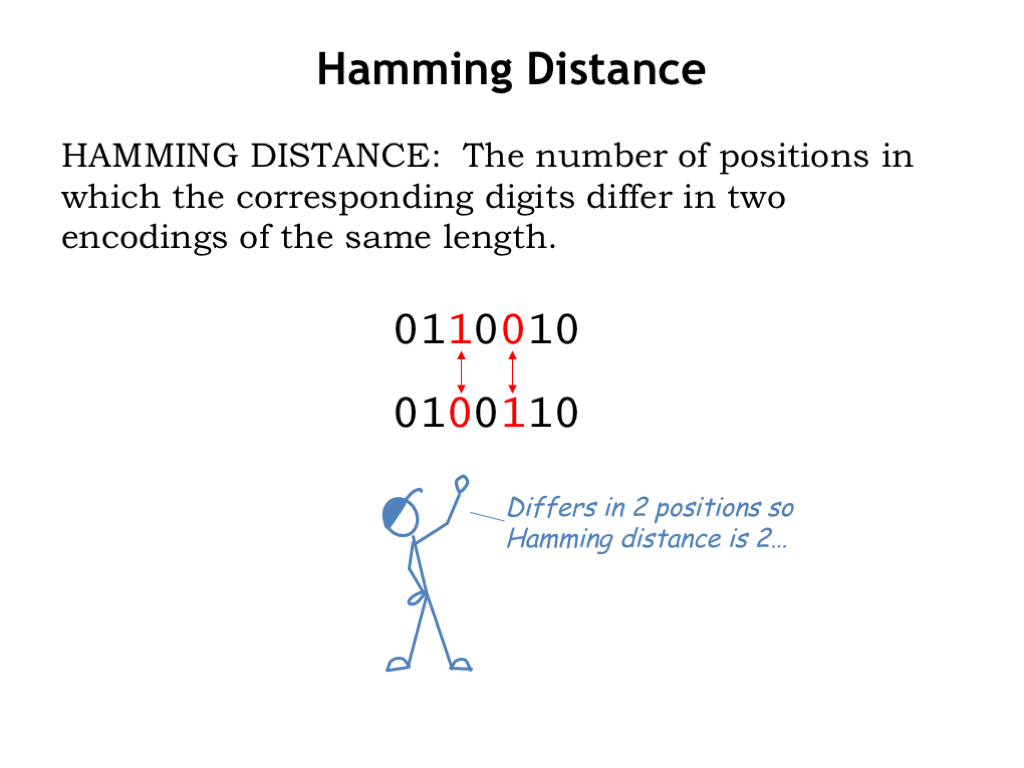 Hamming Distance
HAMMING DISTANCE:  The number of positions in
which the corresponding digits differ in two
encodings of the same length.
0110010
0100110
Differs in 2 positions so
Hamming distance is 2…